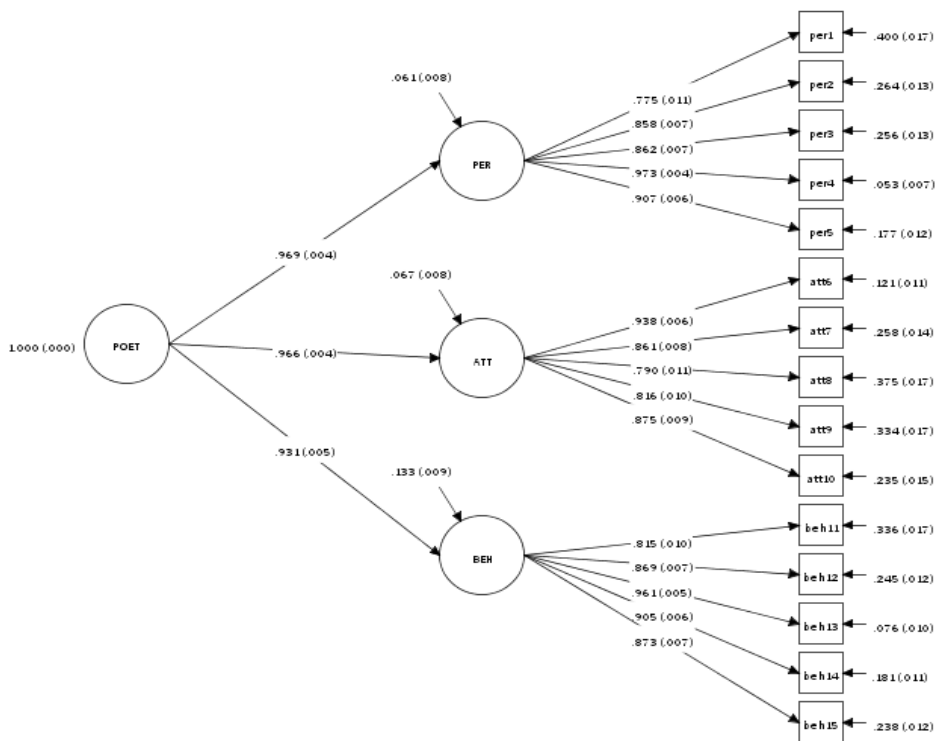 per1
.400 (.017)
.061 (.008)
per2
.264 (.013)
.775 (.011)
.858 (.007)
per3
.256 (.013)
.862 (.007)
PER
.973 (.004)
per4
.053 (.007)
.907 (.006)
per5
.177 (.012)
.969 (.004)
.067 (.008)
att6
.121 (.011)
.938 (.006)
att7
.258 (.014)
1.000 (.000)
POET
.966 (.004)
.861 (.008)
ATT
.790 (.011)
att8
.375 (.017)
.816 (.010)
.875 (.009)
att9
.334 (.017)
.931 (.005)
.133 (.009)
att10
.235 (.015)
beh11
.336 (.017)
.815 (.010)
BEH
.869 (.007)
beh12
.245 (.012)
.961 (.005)
.905 (.006)
beh13
.076 (.010)
.873 (.007)
beh14
.181 (.011)
beh15
.238 (.012)